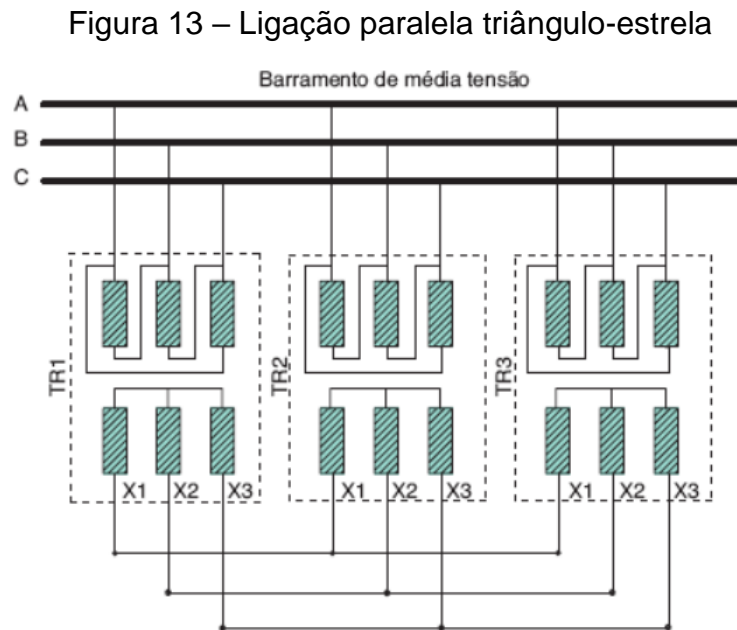 Figura 13 – Ligação paralela triângulo-estrela
Barramento de média tensão
A
B
C
TR1
TR2
TR3
X1 X2 X3
X1 X2 X3
X1 X2 X3